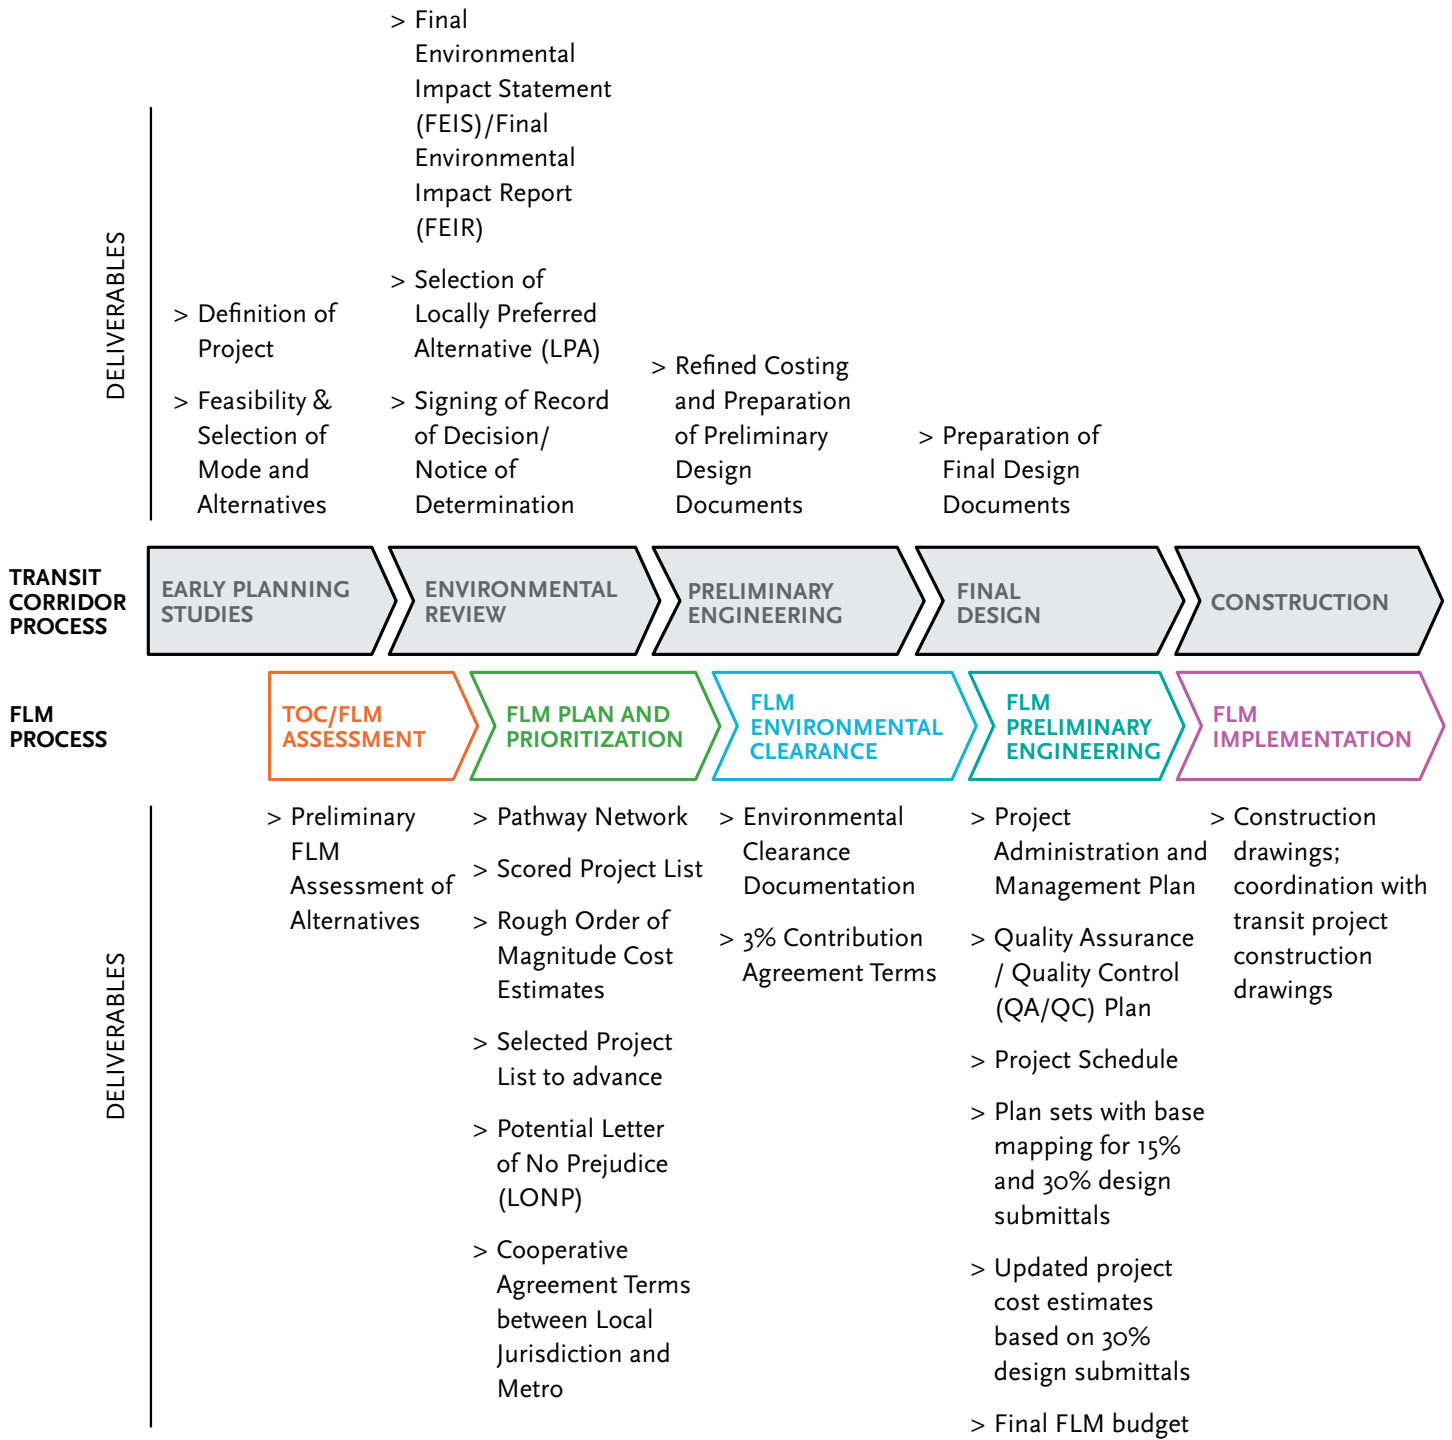 DELIVERABLES
> Definition of
Project
> Feasibility &
Selection of
Mode and
Alternatives
> Final
Environmental
Impact Statement
(FEIS)/Final
Environmental
Impact Report
(FEIR)
> Selection of
Locally Preferred
Alternative (LPA)
> Signing of Record
of Decision/
Notice of
Determination
> Refined Costing
and Preparation
of Preliminary
Design
Documents
> Preparation of
Final Design
Documents
TRANSIT
CORRIDOR
PROCESS
EARLY PLANNING
STUDIES
ENVIRONMENTAL
REVIEW
PRELIMINARY
ENGINEERING
FINAL
DESIGN
CONSTRUCTION
FLM
PROCESS
TOC/FLM
ASSESSMENT
FLM PLAN AND
PRIORITIZATION
FLM
ENVIRONMENTAL
CLEARANCE
FLM
PRELIMINARY
ENGINEERING
FLM
IMPLEMENTATION
DELIVERABLES
> Preliminary
FLM
Assessment of
Alternatives
> Pathway Network
> Scored Project List
> Rough Order of
Magnitude Cost
Estimates
> Selected Project
List to advance
> Potential Letter
of No Prejudice
(LONP)
> Cooperative
Agreement Terms
between Local
Jurisdiction and
Metro
> Environmental
Clearance
Documentation
> 3% Contribution
Agreement Terms
> Project
Administration and
Management Plan
> Quality Assurance
/ Quality Control
(QA/QC) Plan
> Project Schedule
> Plan sets with base
mapping for 15%
and 30% design
submittals
> Updated project
cost estimates
based on 30%
design submittals
> Final FLM budget
> Construction
drawings;
coordination with
transit project
construction
drawings